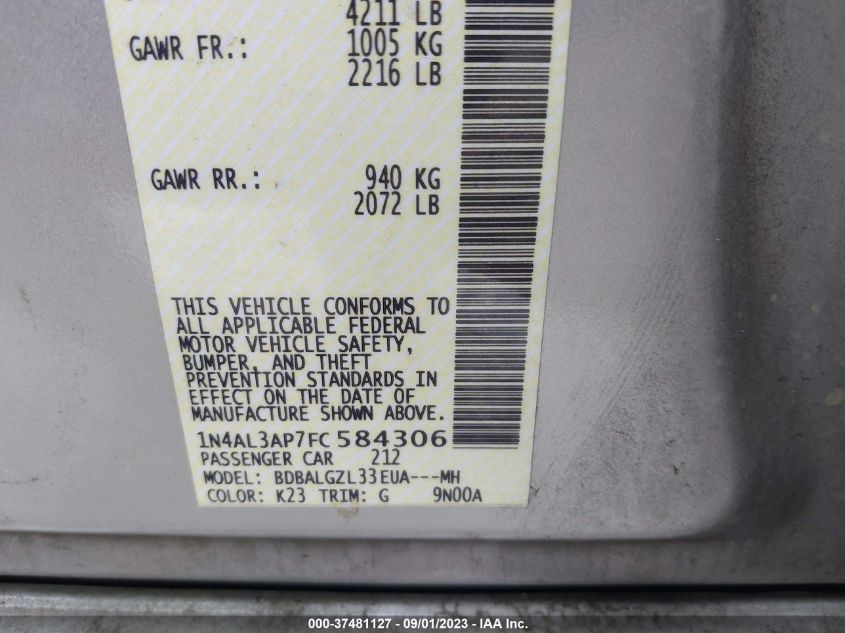 4211 LB
GAWR FR.: 1005 KG
2216 LB
GAWR RR.: 940 KG
2072 LB
THIS VEHICLE CONFORMS TO
ALL APPLICABLE FEDERAL
MOTOR VEHICLE SAFETY,
BUMPER, AND THEFT
PREVENTION STANDARDS IN
EFFECT ON THE DATE OF
MANUFACTURE SHOWN ABOVE.
1N4AL3AP7FC584306
PASSENGER CAR 212
MODEL: BDBALGZL33EUA---MH
COLOR: K23 TRIM: G 9N00A
000-37481127 - 09/01/2023 - IAA Inc.